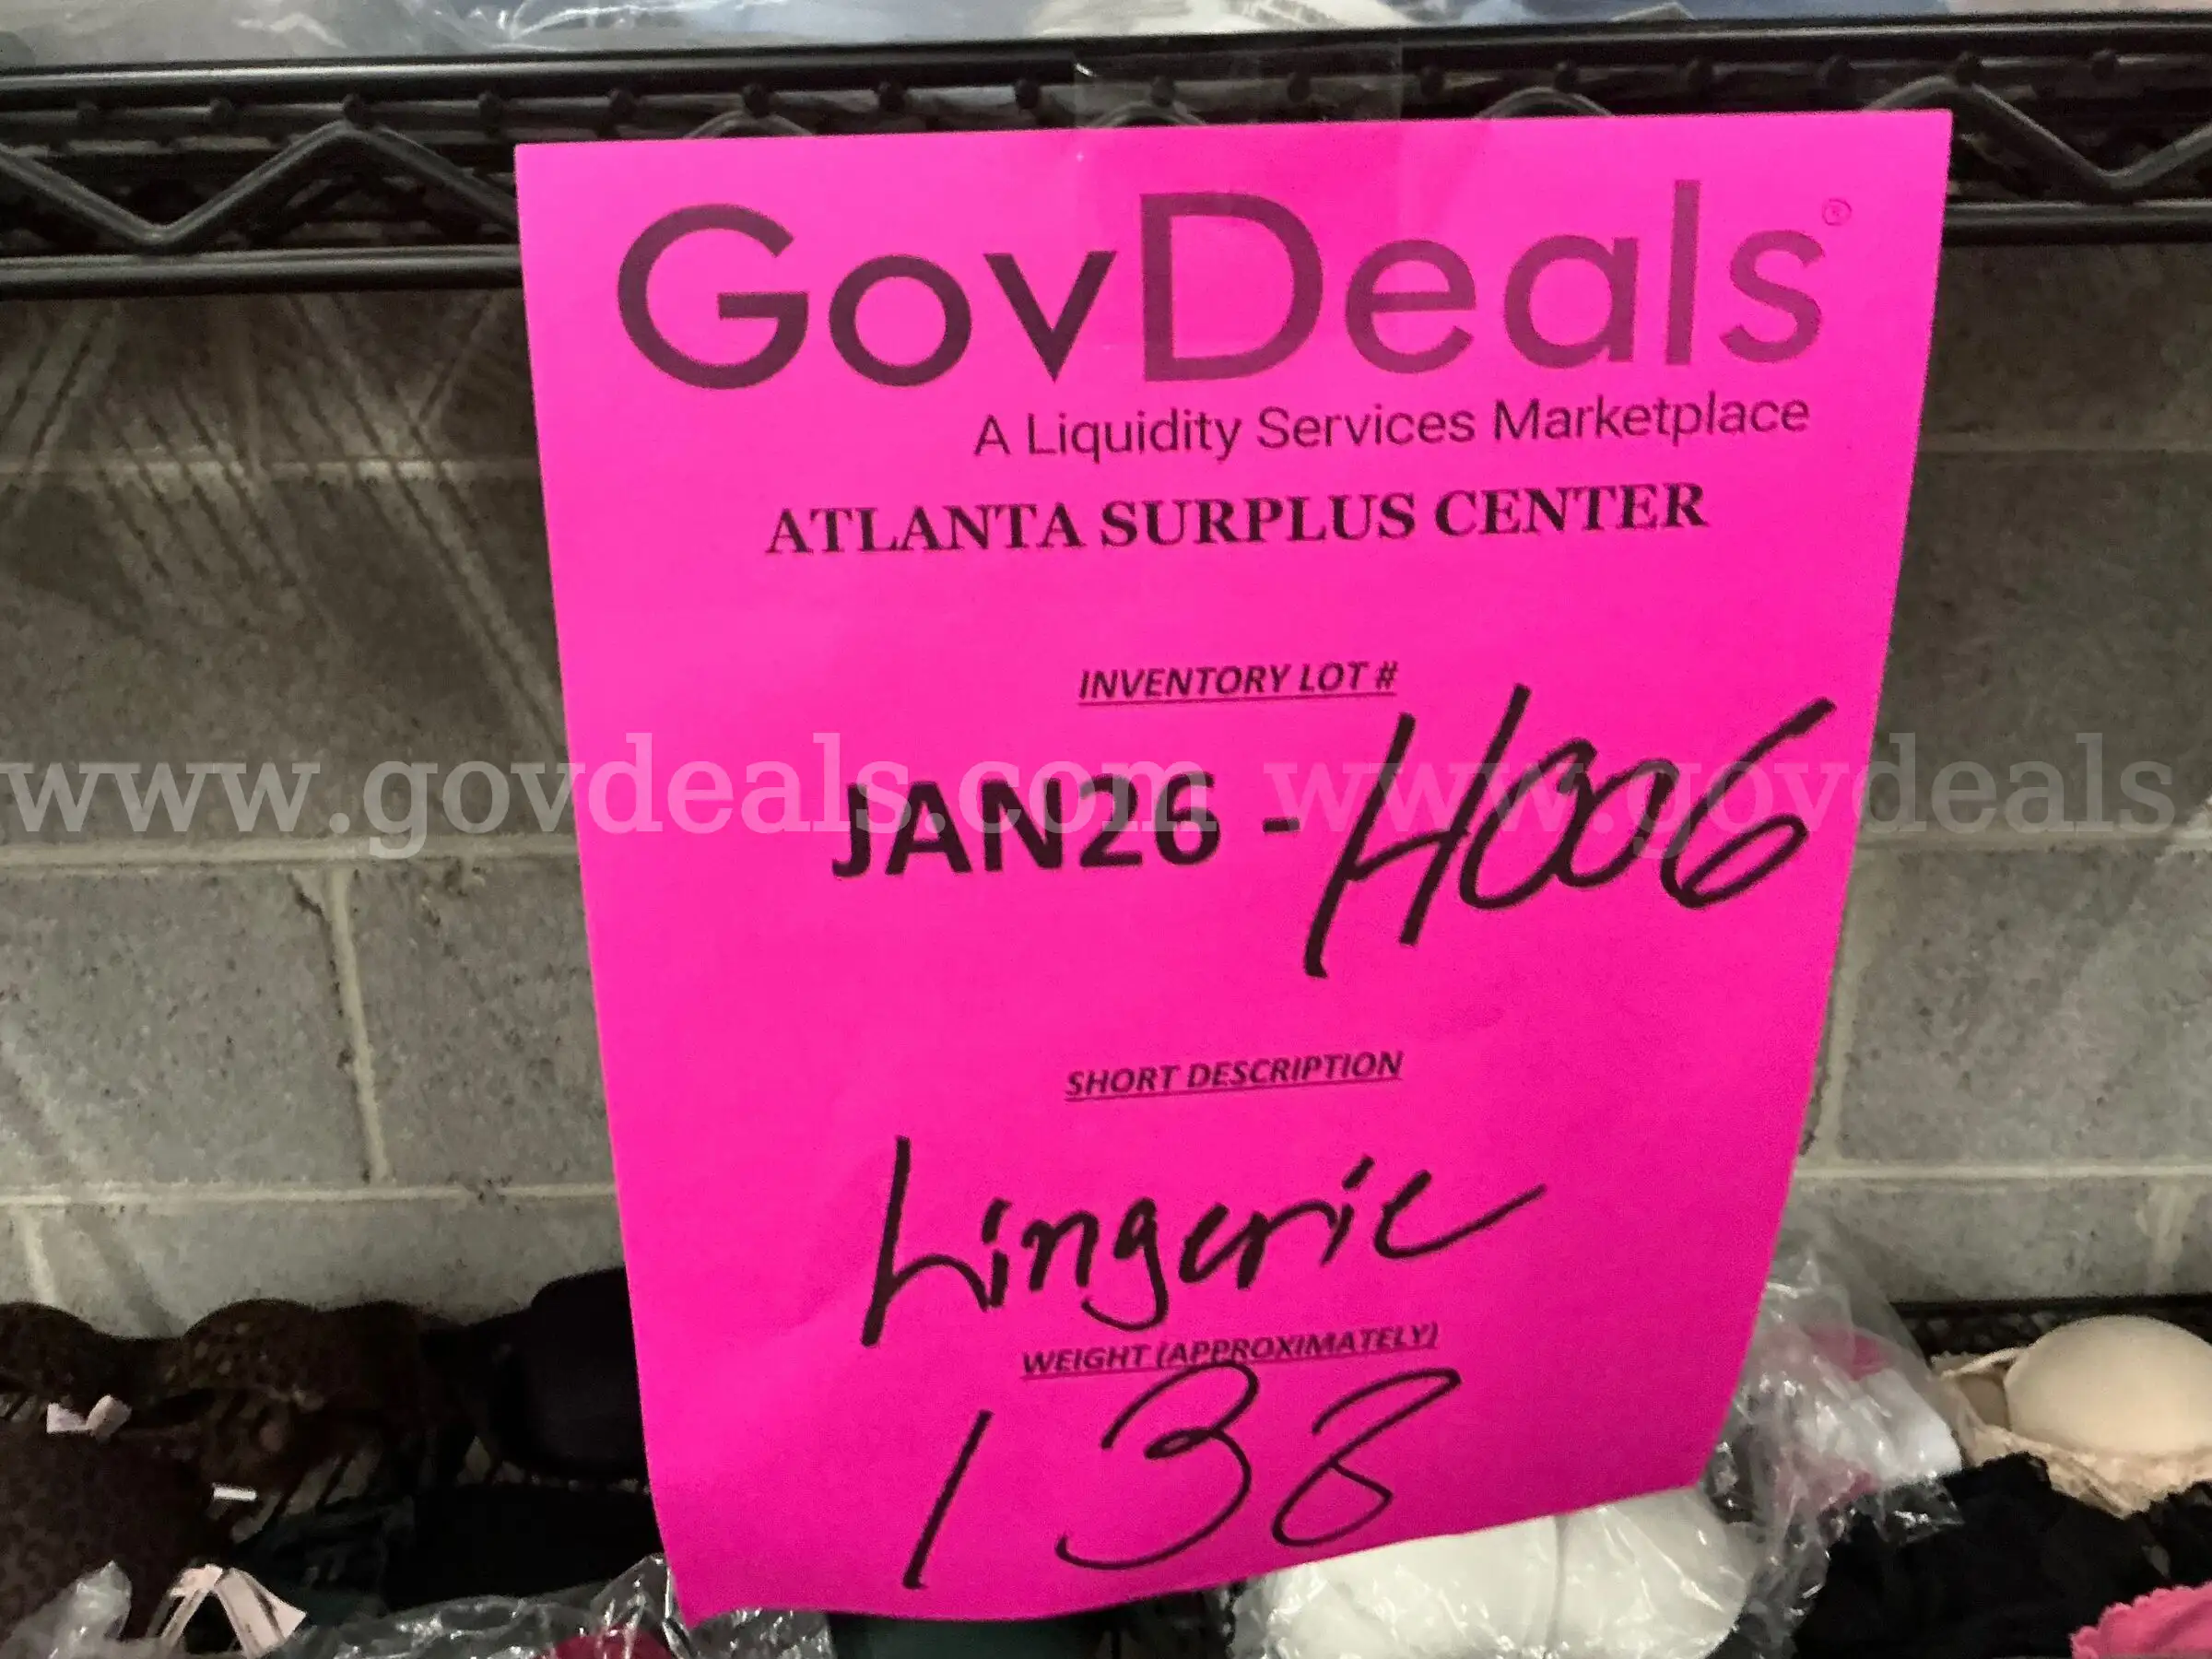 GovDeals®
A Liquidity Services Marketplace
ATLANTA SURPLUS CENTER
INVENTORY LOT #
JAN26 - H006
www.govdeals.com www.govdeals.
SHORT DESCRIPTION
Lingerie
WEIGHT (APPROXIMATELY)
138